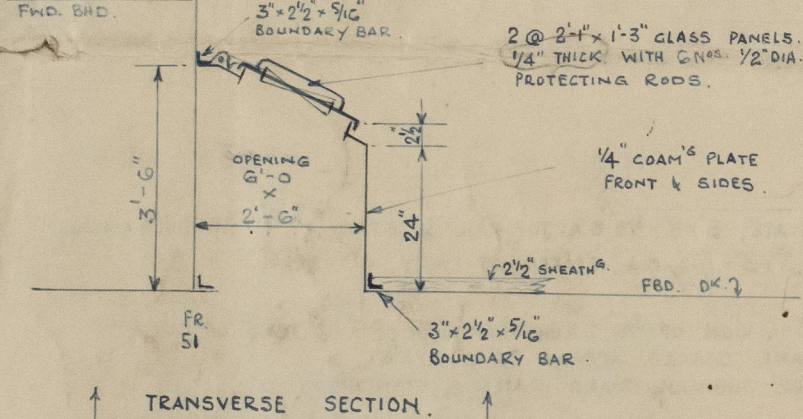 FWD. BHD.
3" × 2½" × 5/16"
BOUNDARY BAR.
2 @ 2'-1" × 1'-3" GLASS PANELS.
¼" THICK WITH 6 Nos. ½" DIA.
PROTECTING RODS.
2½"
3'-6"
OPENING
6'-0
×
2'-6"
24"
¼" COAM'G PLATE
FRONT & SIDES.
2½" SHEATHG.
FBD. DK.
FR.
51
3" × 2½" × 5/16"
BOUNDARY BAR.
TRANSVERSE SECTION.